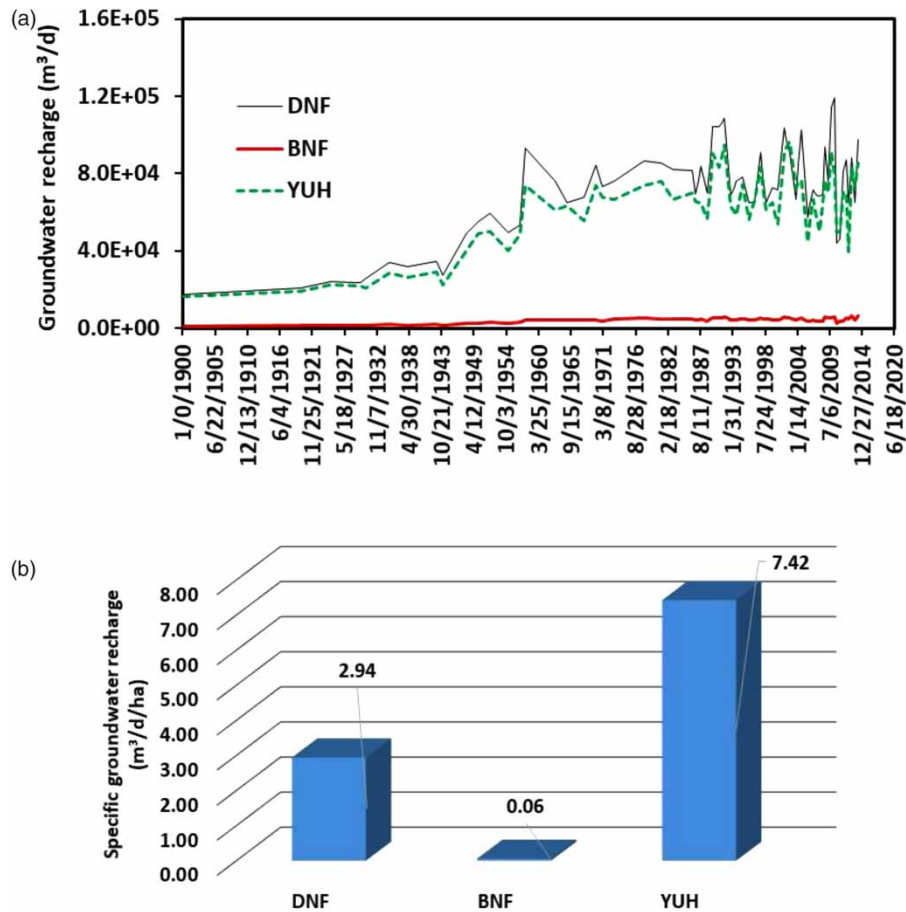 (a)
Groundwater recharge (m³/d)
1.6E+05
1.2E+05
8.0E+04
4.0E+04
0.0E+00
DNF
BNF
YUH
1/0/1900
6/22/1905
12/13/1910
6/4/1916
11/25/1921
5/18/1927
11/7/1932
4/30/1938
10/21/1943
4/12/1949
10/3/1954
3/25/1960
9/15/1965
3/8/1971
8/28/1976
2/18/1982
8/11/1987
1/31/1993
7/24/1998
1/14/2004
7/6/2009
12/27/2014
6/18/2020
(b)
Specific groundwater recharge
(m³/d/ha)
8.00
7.00
6.00
5.00
4.00
3.00
2.00
1.00
0.00
2.94
0.06
7.42
DNF
BNF
YUH